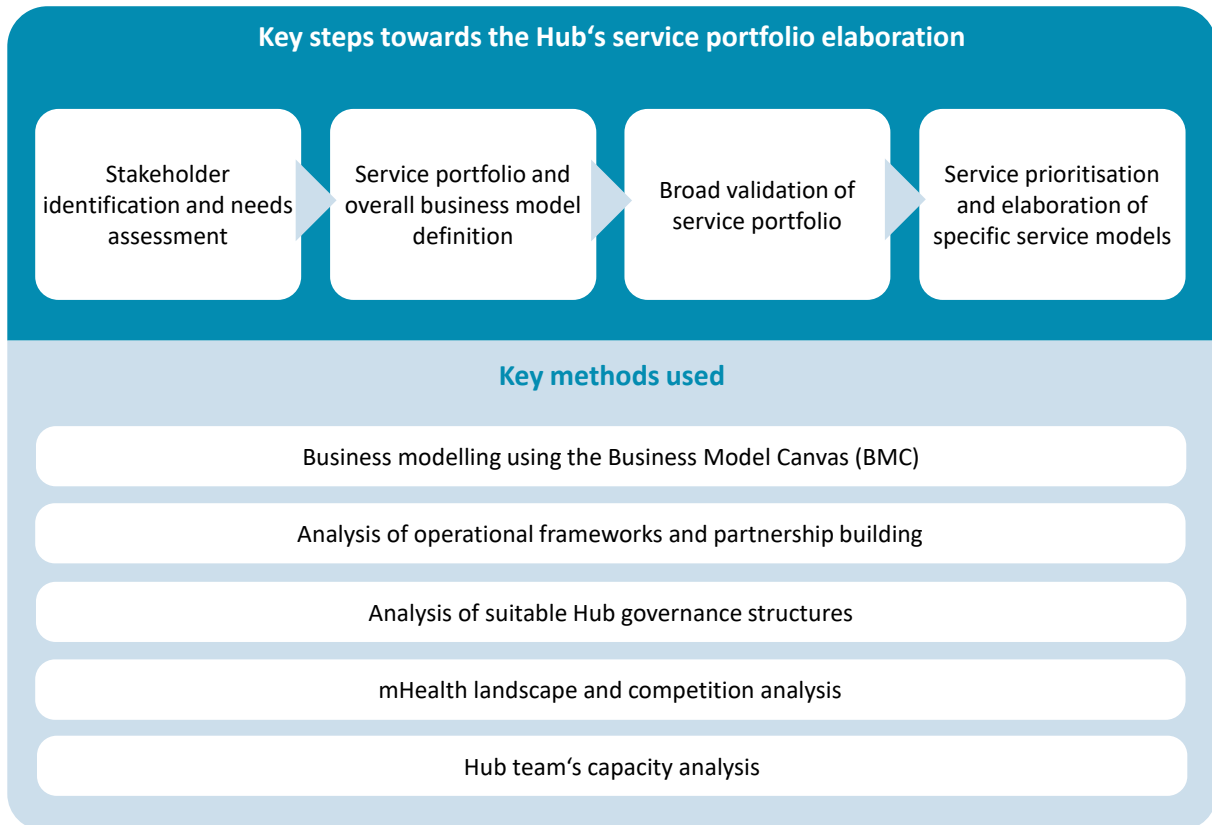 Key steps towards the Hub‘s service portfolio elaboration
Stakeholder
identification and needs
assessment
Service portfolio and
overall business model
definition
Broad validation of
service portfolio
Service prioritisation
and elaboration of
specific service models
Key methods used
Business modelling using the Business Model Canvas (BMC)
Analysis of operational frameworks and partnership building
Analysis of suitable Hub governance structures
mHealth landscape and competition analysis
Hub team‘s capacity analysis